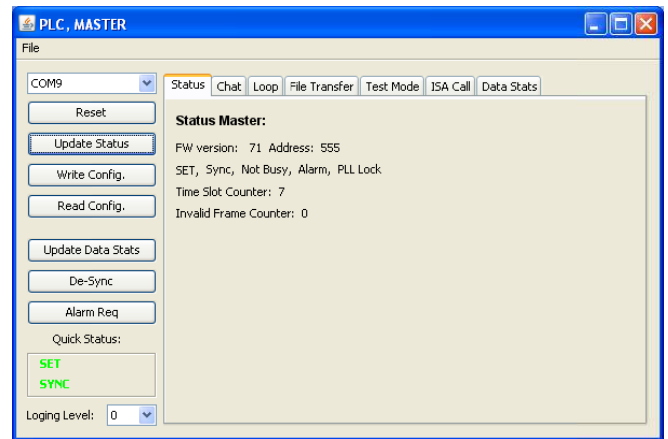 PLC, MASTER
File
COM9
Reset
Update Status
Write Config.
Read Config.
Update Data Stats
De-Sync
Alarm Req
Quick Status:
SET
SYNC
Loging Level: 0
Status Chat Loop File Transfer Test Mode ISA Call Data Stats
Status Master:
FW version: 71 Address: 555
SET, Sync, Not Busy, Alarm, PLL Lock
Time Slot Counter: 7
Invalid Frame Counter: 0